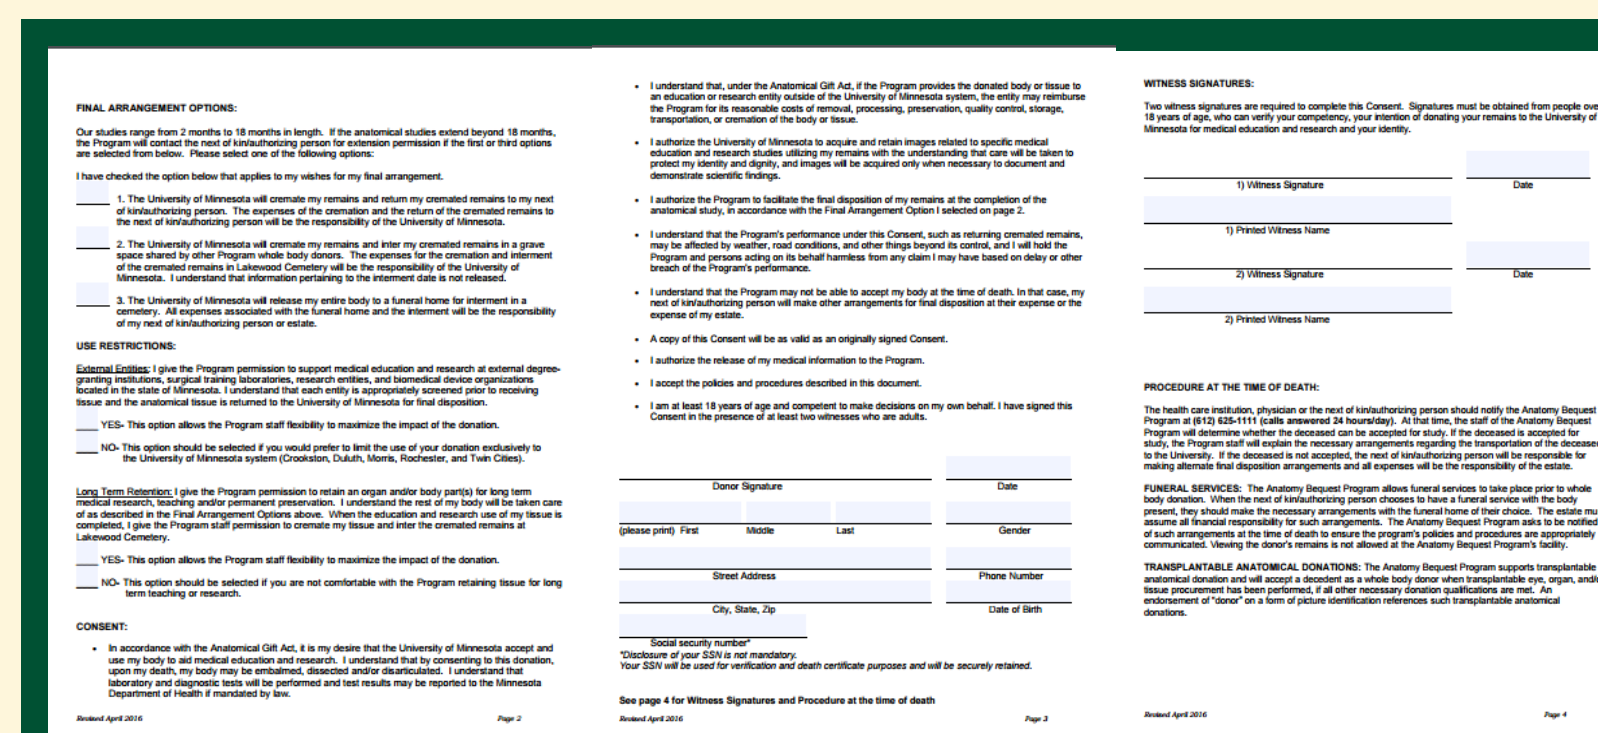 FINAL ARRANGEMENT OPTIONS:
Our studies range from 2 months to 18 months in length.  If the anatomical studies extend beyond 18 months,
the Program will contact the next of kin/authorizing person for extension permission if the first or third options
are selected from below.  Please select one of the following options:
I have checked the option below that applies to my wishes for my final arrangement.
1. The University of Minnesota will cremate my remains and return my cremated remains to my next
of kin/authorizing person.  The expenses of the cremation and the return of the cremated remains to
the next of kin/authorizing person will be the responsibility of the University of Minnesota.
2. The University of Minnesota will cremate my remains and inter my cremated remains in a grave
space shared by other Program whole body donors.  The expenses for the cremation and interment
of the cremated remains in Lakewood Cemetery will be the responsibility of the University of
Minnesota.  I understand that information pertaining to the interment date is not released.
3. The University of Minnesota will release my entire body to a funeral home for interment in a
cemetery.  All expenses associated with the funeral home and the interment will be the responsibility
of my next of kin/authorizing person or estate.
USE RESTRICTIONS:
External Entities: I give the Program permission to support medical education and research at external degree-
granting institutions, surgical training laboratories, research entities, and biomedical device organizations
located in the state of Minnesota. I understand that each entity is appropriately screened prior to receiving
tissue and the anatomical tissue is returned to the University of Minnesota for final disposition.
YES- This option allows the Program staff flexibility to maximize the impact of the donation.
NO- This option should be selected if you would prefer to limit the use of your donation exclusively to
the University of Minnesota system (Crookston, Duluth, Morris, Rochester, and Twin Cities).
Long Term Retention: I give the Program permission to retain an organ and/or body part(s) for long term
medical research, teaching and/or permanent preservation.  I understand the rest of my body will be taken care
of as described in the Final Arrangement Options above.  When the education and research use of my tissue is
completed, I give the Program staff permission to cremate my tissue and inter the cremated remains at
Lakewood Cemetery.
YES- This option allows the Program staff flexibility to maximize the impact of the donation.
NO- This option should be selected if you are not comfortable with the Program retaining tissue for long
term teaching or research.
CONSENT:
• In accordance with the Anatomical Gift Act, it is my desire that the University of Minnesota accept and
use my body to aid medical education and research.  I understand that by consenting to this donation,
upon my death, my body may be embalmed, dissected and/or disarticulated.  I understand that
laboratory and diagnostic tests will be performed and test results may be reported to the Minnesota
Department of Health if mandated by law.
Revised April 2016 Page 2
• I understand that, under the Anatomical Gift Act, if the Program provides the donated body or tissue to
an education or research entity outside of the University of Minnesota system, the entity may reimburse
the Program for its reasonable costs of removal, processing, preservation, quality control, storage,
transportation, or cremation of the body or tissue.
• I authorize the University of Minnesota to acquire and retain images related to specific medical
education and research studies utilizing my remains with the understanding that care will be taken to
protect my identity and dignity, and images will be acquired only when necessary to document and
demonstrate scientific findings.
• I authorize the Program to facilitate the final disposition of my remains at the completion of the
anatomical study, in accordance with the Final Arrangement Option I selected on page 2.
• I understand that the Program's performance under this Consent, such as returning cremated remains,
may be affected by weather, road conditions, and other things beyond its control, and I will hold the
Program and persons acting on its behalf harmless from any claim I may have based on delay or other
breach of the Program's performance.
• I understand that the Program may not be able to accept my body at the time of death. In that case, my
next of kin/authorizing person will make other arrangements for final disposition at their expense or the
expense of my estate.
• A copy of this Consent will be as valid as an originally signed Consent.
• I authorize the release of my medical information to the Program.
• I accept the policies and procedures described in this document.
• I am at least 18 years of age and competent to make decisions on my own behalf. I have signed this
Consent in the presence of at least two witnesses who are adults.
Donor Signature Date
(please print)  First Middle Last Gender
Street Address Phone Number
City, State, Zip Date of Birth
Social security number*
*Disclosure of your SSN is not mandatory.
Your SSN will be used for verification and death certificate purposes and will be securely retained.
See page 4 for Witness Signatures and Procedure at the time of death
Revised April 2016 Page 3
WITNESS SIGNATURES:
Two witness signatures are required to complete this Consent.  Signatures must be obtained from people ove
18 years of age, who can verify your competency, your intention of donating your remains to the University of
Minnesota for medical education and research and your identity.
1) Witness Signature Date
1) Printed Witness Name
2) Witness Signature Date
2) Printed Witness Name
PROCEDURE AT THE TIME OF DEATH:
The health care institution, physician or the next of kin/authorizing person should notify the Anatomy Bequest
Program at (612) 625-1111 (calls answered 24 hours/day).  At that time, the staff of the Anatomy Bequest
Program will determine whether the deceased can be accepted for study. If the deceased is accepted for
study, the Program staff will explain the necessary arrangements regarding the transportation of the deceased
to the University.  If the deceased is not accepted, the next of kin/authorizing person will be responsible for
making alternate final disposition arrangements and all expenses will be the responsibility of the estate.
FUNERAL SERVICES:  The Anatomy Bequest Program allows funeral services to take place prior to whole
body donation.  When the next of kin/authorizing person chooses to have a funeral service with the body
present, they should make the necessary arrangements with the funeral home of their choice.  The estate mu
assume all financial responsibility for such arrangements.  The Anatomy Bequest Program asks to be notified
of such arrangements at the time of death to ensure the program's policies and procedures are appropriately
communicated.  Viewing the donor's remains is not allowed at the Anatomy Bequest Program's facility.
TRANSPLANTABLE ANATOMICAL DONATIONS: The Anatomy Bequest Program supports transplantable
anatomical donation and will accept a decedent as a whole body donor when transplantable eye, organ, and/
tissue procurement has been performed, if all other necessary donation qualifications are met.  An
endorsement of "donor" on a form of picture identification references such transplantable anatomical
donations.
Revised April 2016 Page 4